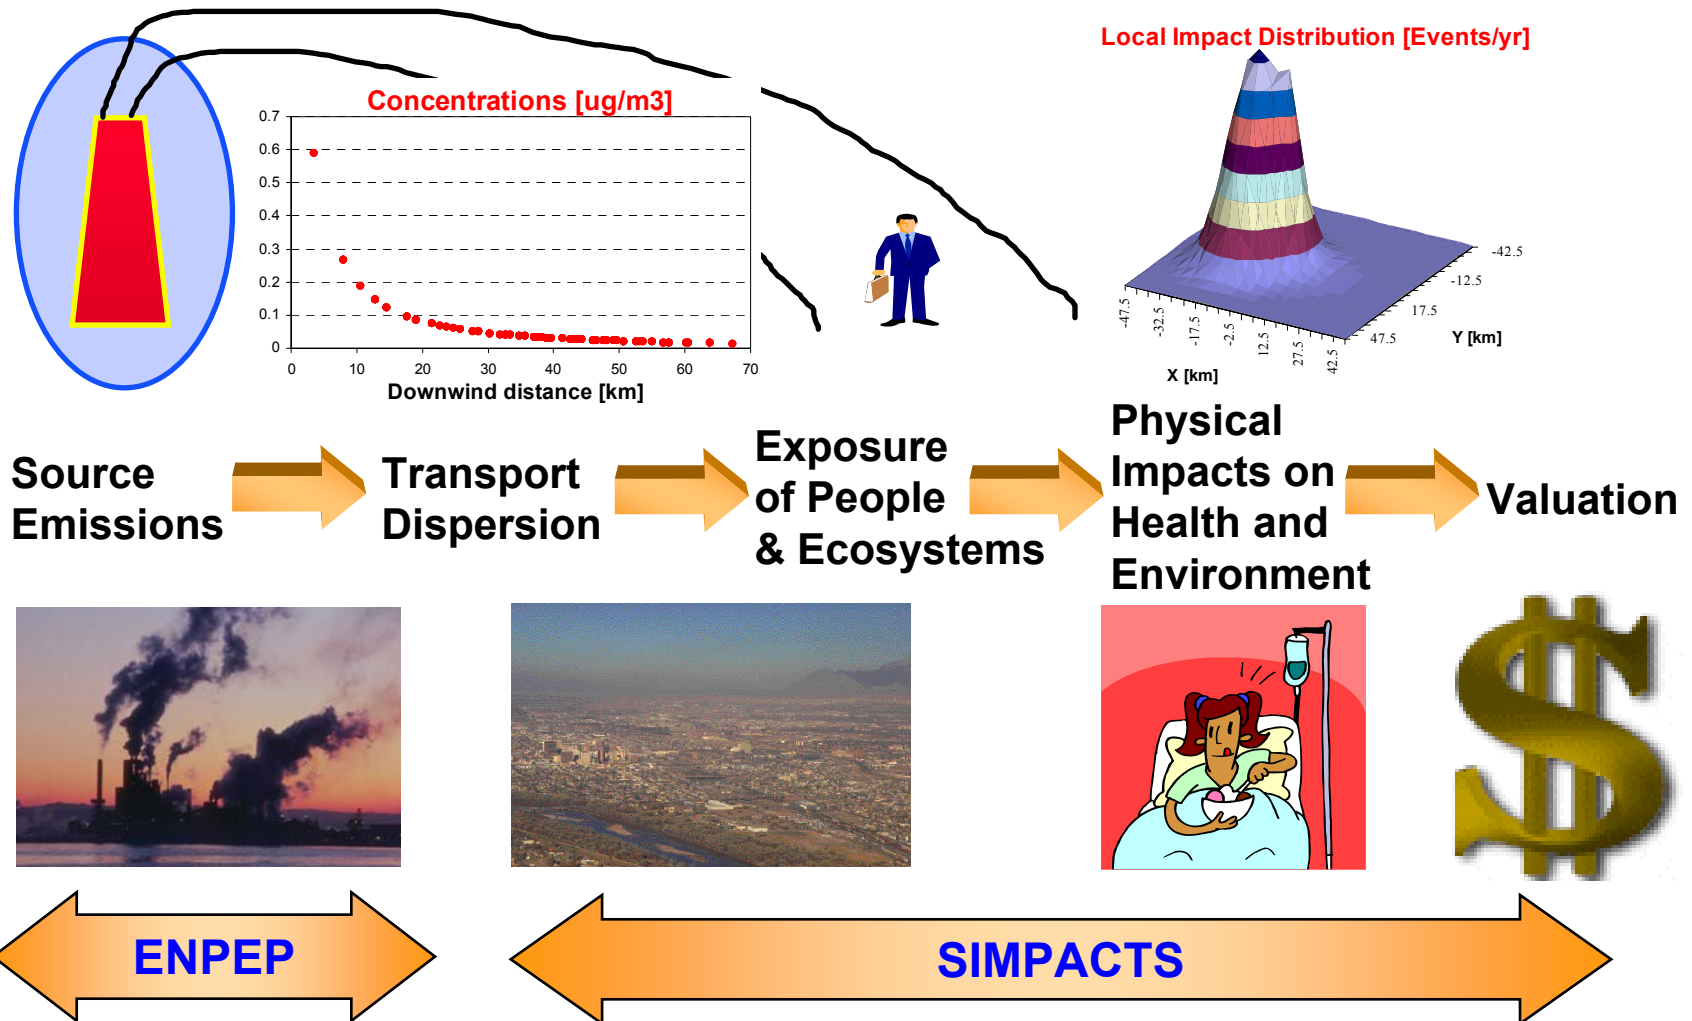 Concentrations [ug/m3]
0.7
0.6
0.5
0.4
0.3
0.2
0.1
0
0 10 20 30 40 50 60 70
Downwind distance [km]
Local Impact Distribution [Events/yr]
-42.5
-12.5
17.5
47.5
Y [km]
-47.5 -32.5 -17.5 -2.5 12.5 27.5 42.5
X [km]
Source
Emissions
Transport
Dispersion
Exposure
of People
& Ecosystems
Physical
Impacts on
Health and
Environment
Valuation
$
ENPEP
SIMPACTS